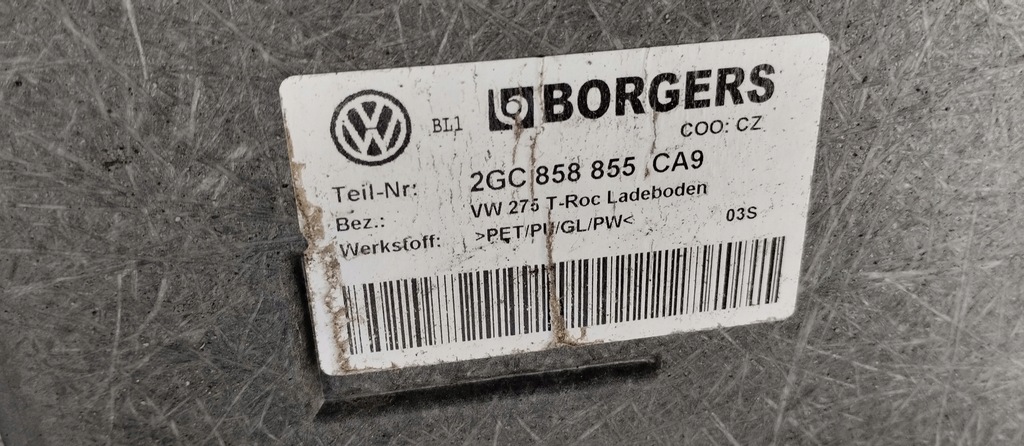 BL1 BORGERS
COO: CZ
Teil-Nr: 2GC 858 855 CA9
Bez.: VW 275 T-Roc Ladeboden
Werkstoff: >PET/PU/GL/PW< 03S